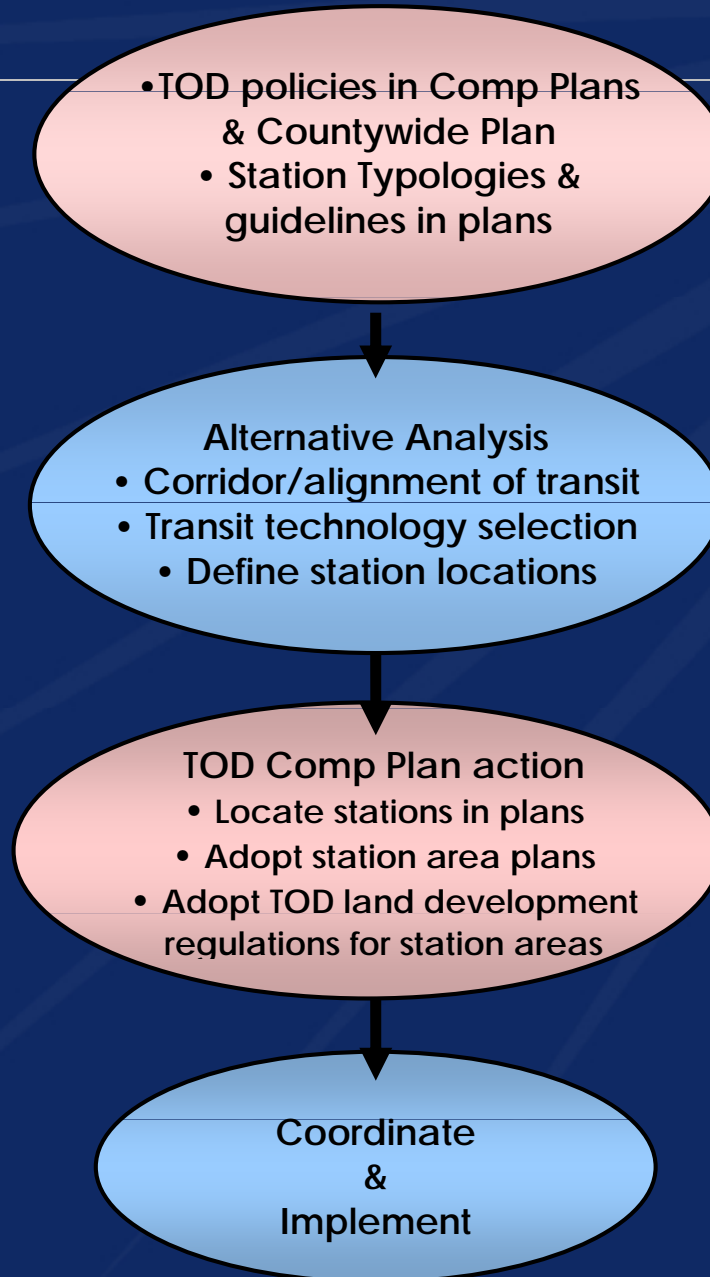 •TOD policies in Comp Plans
& Countywide Plan
• Station Typologies &
guidelines in plans
Alternative Analysis
• Corridor/alignment of transit
• Transit technology selection
• Define station locations
TOD Comp Plan action
• Locate stations in plans
• Adopt station area plans
• Adopt TOD land development
regulations for station areas
Coordinate
&
Implement